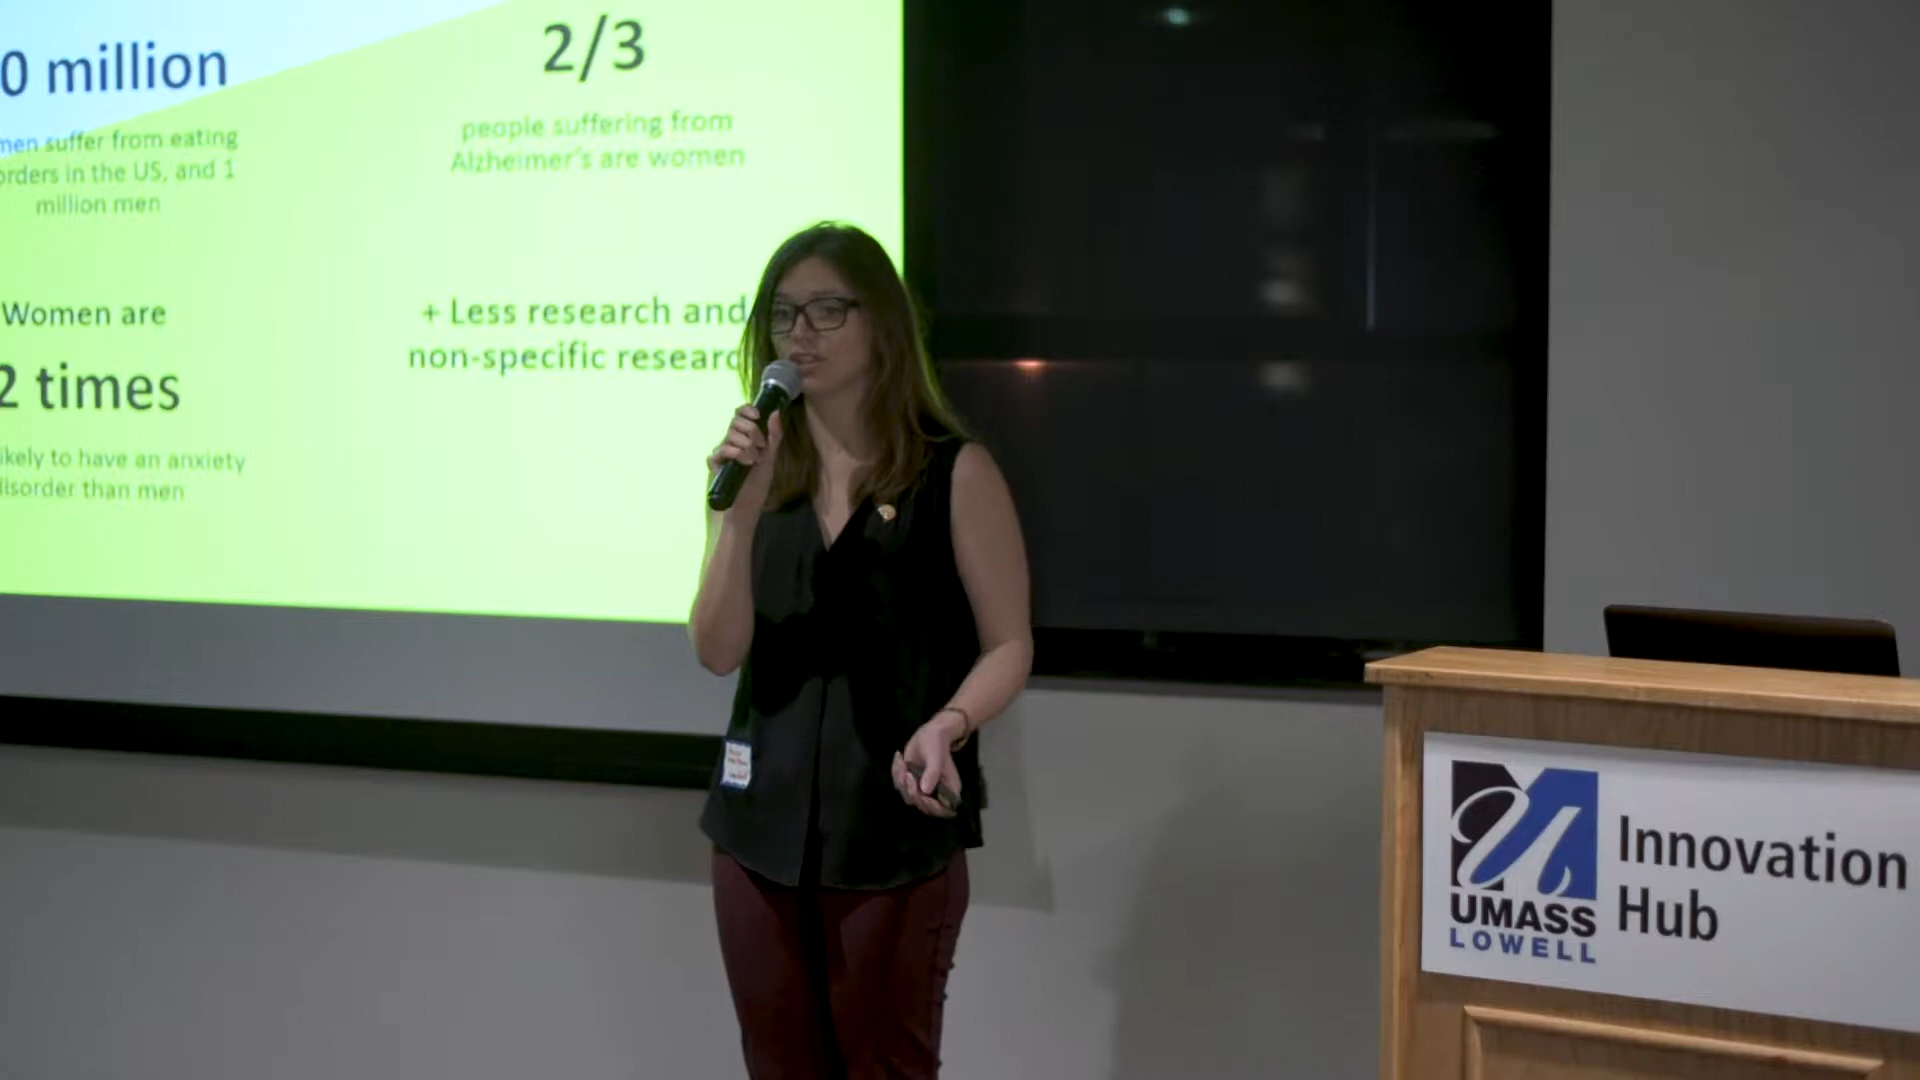 0 million
men suffer from eating
orders in the US, and 1
million men
2/3
people suffering from
Alzheimer's are women
Women are
2 times
ikely to have an anxiety
disorder than men
+ Less research and
non-specific researc
UMASS
LOWELL
Innovation
Hub